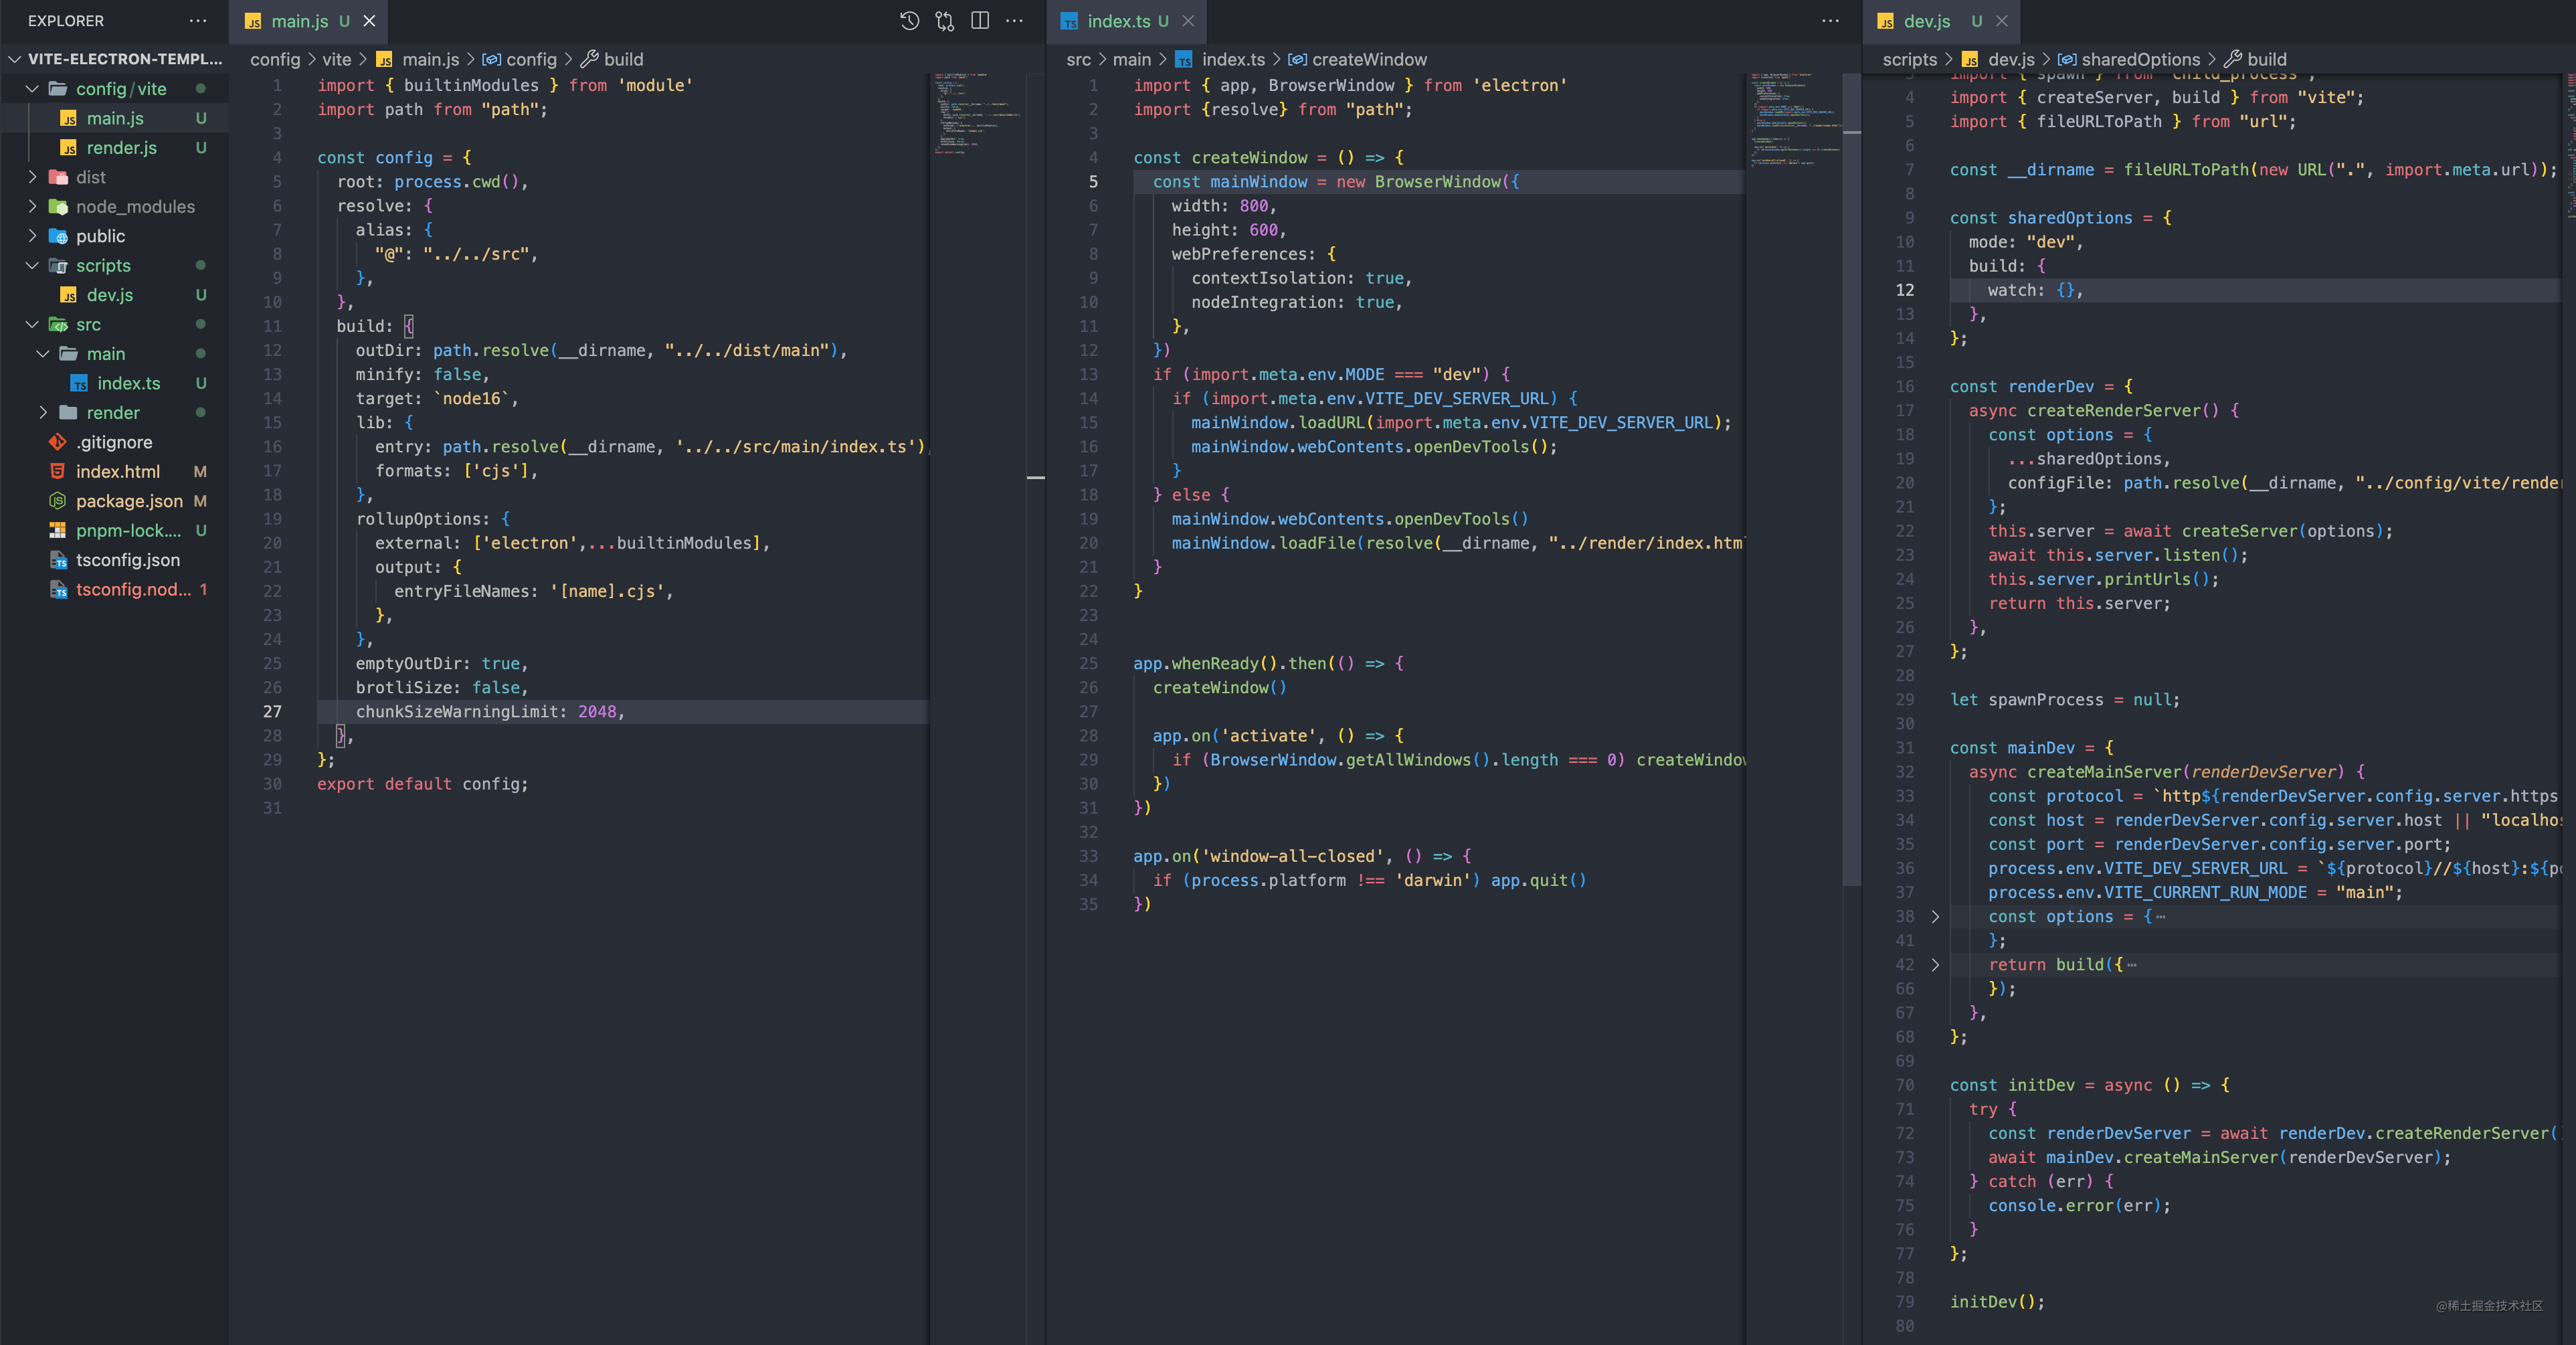 EXPLORER
VITE-ELECTRON-TEMPL...
config/vite
main.js U
render.js U
dist
node_modules
public
scripts
dev.js U
src
main
index.ts U
render
.gitignore
index.html M
package.json M
pnpm-lock.... U
tsconfig.json
tsconfig.nod... 1
main.js U
config > vite > main.js > config > build
1 import { builtinModules } from 'module'
2 import path from "path";
3
4 const config = {
5 root: process.cwd(),
6 resolve: {
7 alias: {
8 "@": "../../src",
9 },
10 },
11 build: {
12 outDir: path.resolve(__dirname, "../../dist/main"),
13 minify: false,
14 target: `node16`,
15 lib: {
16 entry: path.resolve(__dirname, '../../src/main/index.ts'),
17 formats: ['cjs'],
18 },
19 rollupOptions: {
20 external: ['electron',...builtinModules],
21 output: {
22 entryFileNames: '[name].cjs',
23 },
24 },
25 emptyOutDir: true,
26 brotliSize: false,
27 chunkSizeWarningLimit: 2048,
28 },
29 };
30 export default config;
31
index.ts U
src > main > index.ts > createWindow
1 import { app, BrowserWindow } from 'electron'
2 import {resolve} from "path";
3
4 const createWindow = () => {
5 const mainWindow = new BrowserWindow({
6 width: 800,
7 height: 600,
8 webPreferences: {
9 contextIsolation: true,
10 nodeIntegration: true,
11 },
12 })
13 if (import.meta.env.MODE === "dev") {
14 if (import.meta.env.VITE_DEV_SERVER_URL) {
15 mainWindow.loadURL(import.meta.env.VITE_DEV_SERVER_URL);
16 mainWindow.webContents.openDevTools();
17 }
18 } else {
19 mainWindow.webContents.openDevTools()
20 mainWindow.loadFile(resolve(__dirname, "../render/index.html
21 }
22 }
23
24
25 app.whenReady().then(() => {
26 createWindow()
27
28 app.on('activate', () => {
29 if (BrowserWindow.getAllWindows().length === 0) createWindow
30 })
31 })
32
33 app.on('window-all-closed', () => {
34 if (process.platform !== 'darwin') app.quit()
35 })
dev.js U
scripts > dev.js > sharedOptions > build
3 import { spawn } from "child_process";
4 import { createServer, build } from "vite";
5 import { fileURLToPath } from "url";
6
7 const __dirname = fileURLToPath(new URL(".", import.meta.url));
8
9 const sharedOptions = {
10 mode: "dev",
11 build: {
12 watch: {},
13 },
14 };
15
16 const renderDev = {
17 async createRenderServer() {
18 const options = {
19 ...sharedOptions,
20 configFile: path.resolve(__dirname, "../config/vite/rende
21 };
22 this.server = await createServer(options);
23 await this.server.listen();
24 this.server.printUrls();
25 return this.server;
26 },
27 };
28
29 let spawnProcess = null;
30
31 const mainDev = {
32 async createMainServer(renderDevServer) {
33 const protocol = `http${renderDevServer.config.server.https
34 const host = renderDevServer.config.server.host || "localhos
35 const port = renderDevServer.config.server.port;
36 process.env.VITE_DEV_SERVER_URL = `${protocol}//${host}:${po
37 process.env.VITE_CURRENT_RUN_MODE = "main";
38 const options = {…
41 };
42 return build({…
66 });
67 },
68 };
69
70 const initDev = async () => {
71 try {
72 const renderDevServer = await renderDev.createRenderServer(
73 await mainDev.createMainServer(renderDevServer);
74 } catch (err) {
75 console.error(err);
76 }
77 };
78
79 initDev();
80
@稀土掘金技术社区